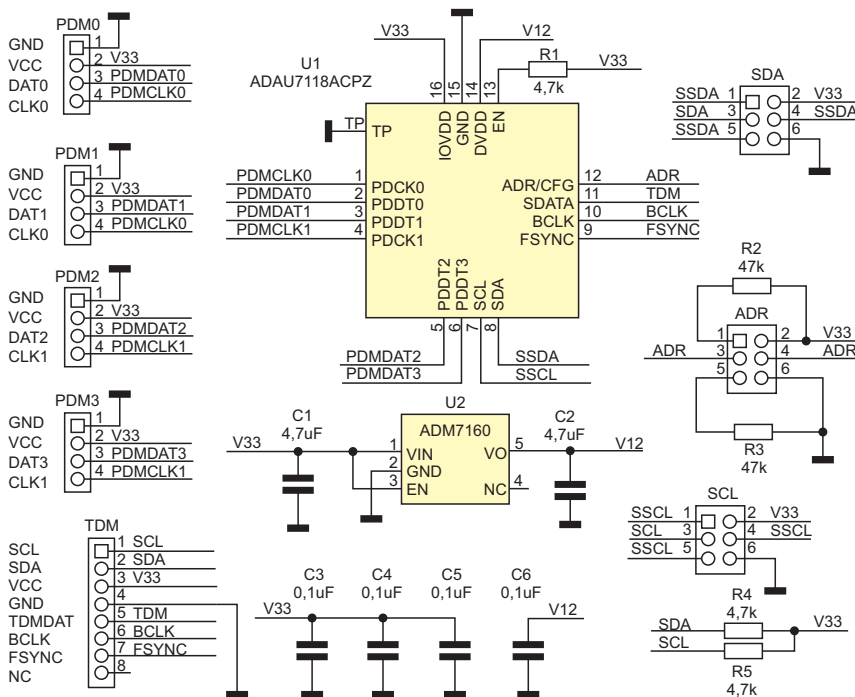 PDM0
GND 1
VCC 2 V33
DAT0 3 PDMDAT0
CLK0 4 PDMCLK0
PDM1
GND 1
VCC 2 V33
DAT1 3 PDMDAT1
CLK0 4 PDMCLK0
PDM2
GND 1
VCC 2 V33
DAT2 3 PDMDAT2
CLK1 4 PDMCLK1
PDM3
GND 1
VCC 2 V33
DAT3 3 PDMDAT3
CLK1 4 PDMCLK1
TDM
SCL 1 SCL
SDA 2 SDA
VCC 3 V33
GND 4
TDMDAT 5 TDM
BCLK 6 BCLK
FSYNC 7 FSYNC
NC 8
U1
ADAU7118ACPZ
V33
V12
R1
4,7k
V33
16 15 14 13
IOVDD GND DVDD EN
TP TP
PDMCLK0 1 PDCK0
PDMDAT0 2 PDDT0
PDMDAT1 3 PDDT1
PDMCLK1 4 PDCK1
ADR/CFG 12 ADR
SDATA 11 TDM
BCLK 10 BCLK
FSYNC 9 FSYNC
PDDT2 PDDT3 SCL SDA
5 6 7 8
PDMDAT2 SSDA
PDMDAT3 SSCL
U2
ADM7160
C1
4,7uF
V33
1 VIN
2 GND
3 EN
VO 5
NC 4
C2
4,7uF
V12
C3 C4 C5 C6
0,1uF 0,1uF 0,1uF 0,1uF
V33 V12
SDA
SSDA 1 2 V33
SDA 3 4 SSDA
SSDA 5 6
R2
47k
ADR
1 2 V33
ADR 3 4 ADR
5 6
R3
47k
SCL
SSCL 1 2 V33
SCL 3 4 SSCL
SSCL 5 6
R4
4,7k
SDA V33
SCL
R5
4,7k